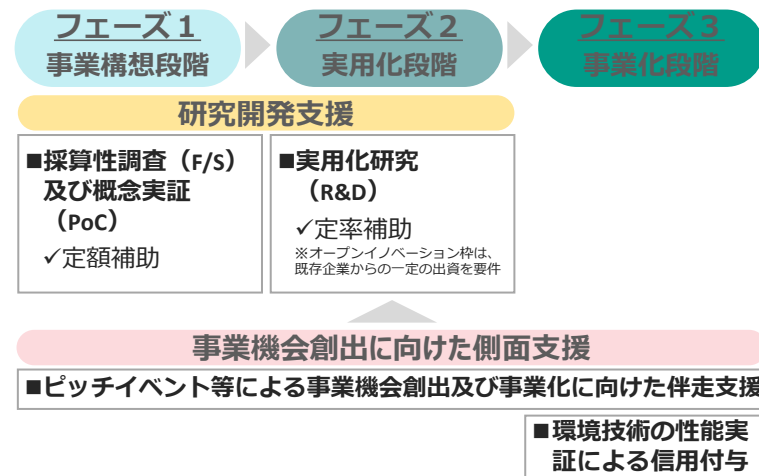 フェーズ１
事業構想段階
フェーズ２
実用化段階
フェーズ３
事業化段階
研究開発支援
■採算性調査（F/S）
及び概念実証
（PoC）
✓定額補助
■実用化研究
（R&D）
✓定率補助
※オープンイノベーション枠は、
既存企業からの一定の出資を要件
事業機会創出に向けた側面支援
■ピッチイベント等による事業機会創出及び事業化に向けた伴走支援
■環境技術の性能実
証による信用付与